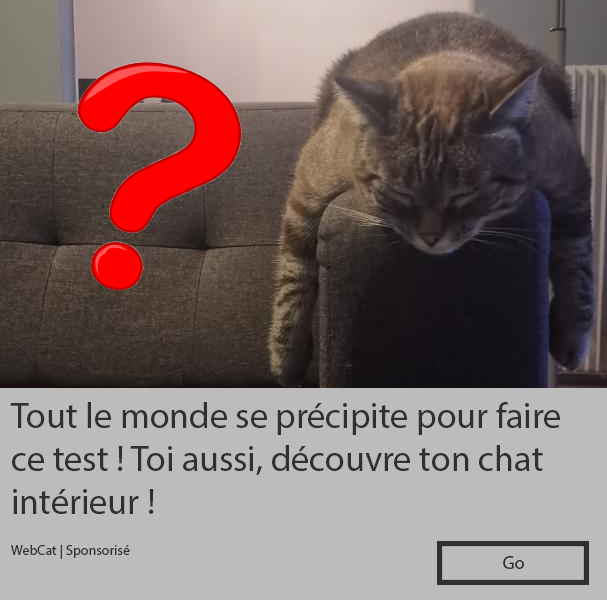 Tout le monde se précipite pour faire
ce test ! Toi aussi, découvre ton chat
intérieur !
WebCat | Sponsorisé
Go